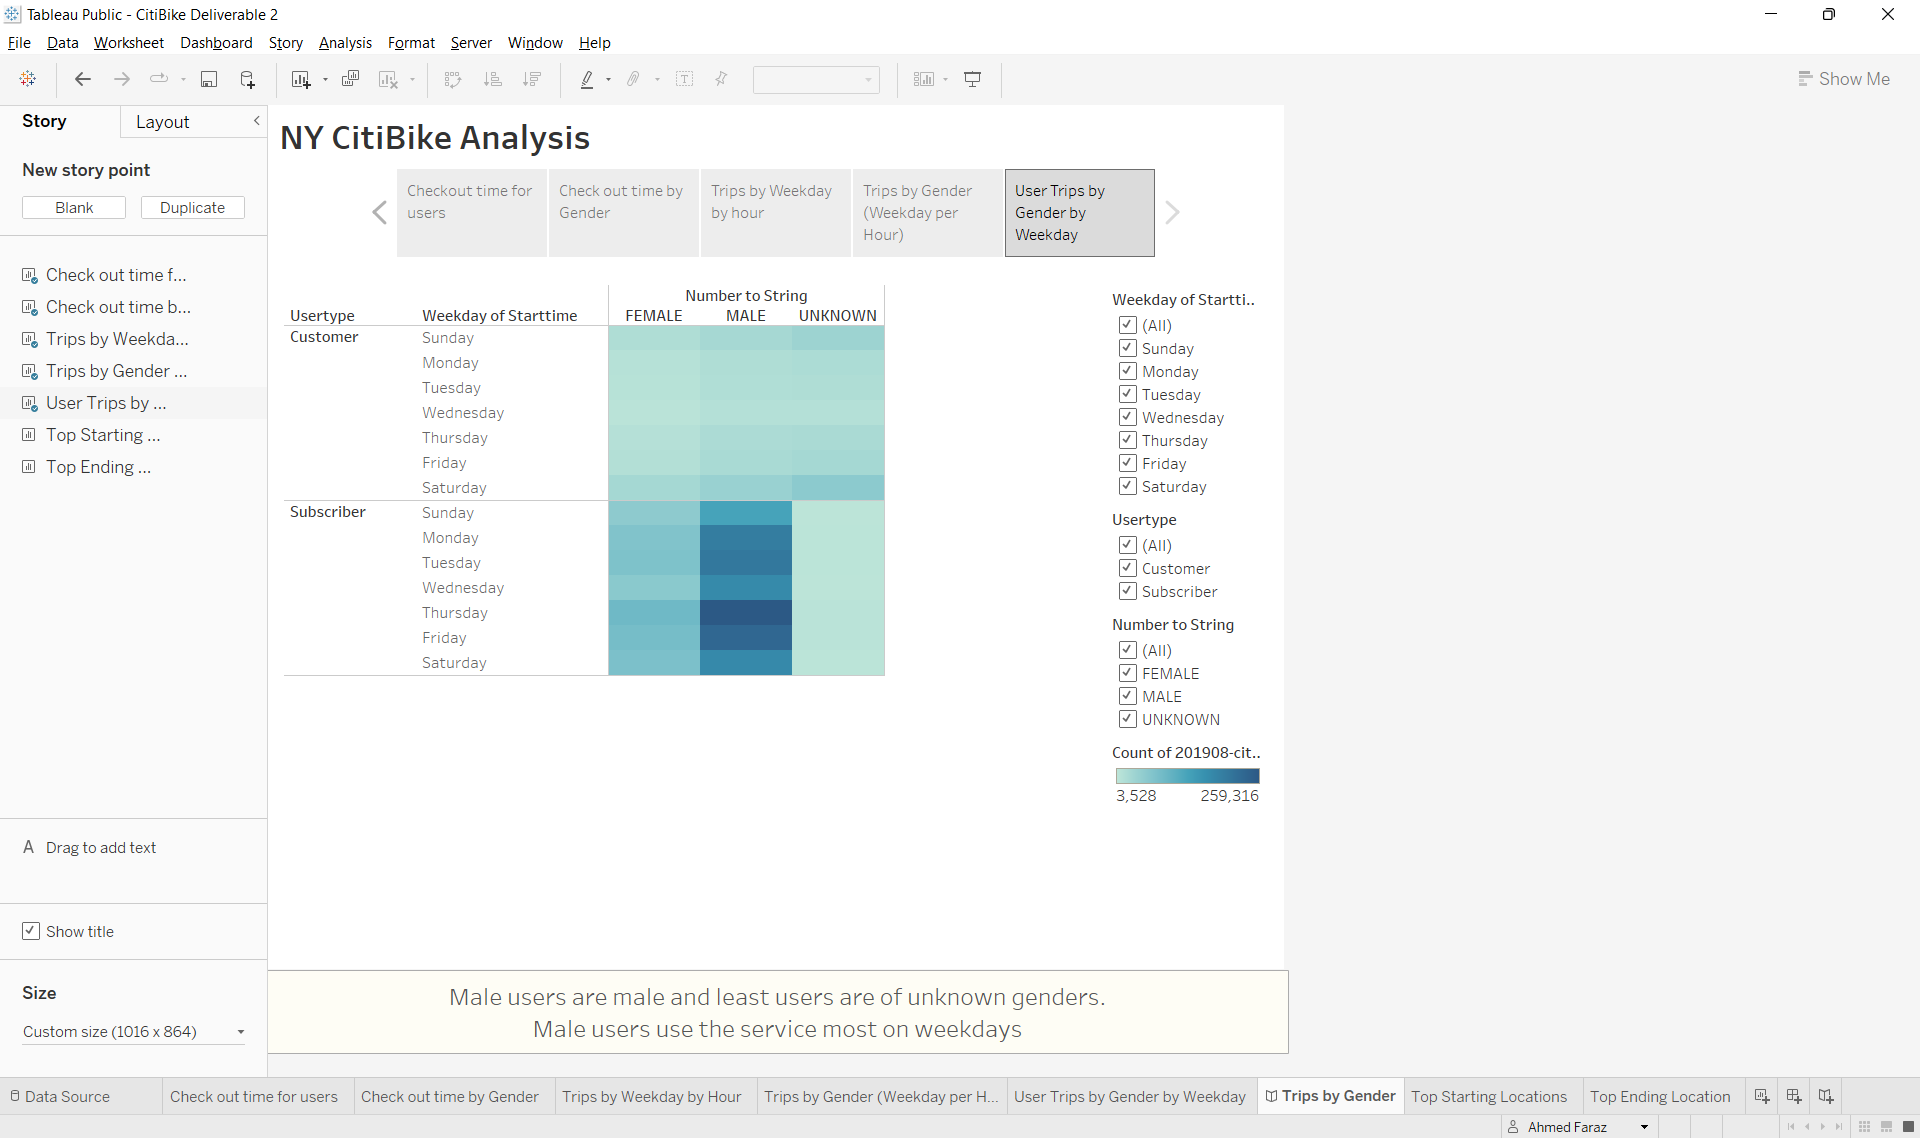 Tableau Public - CitiBike Deliverable 2
File Data Worksheet Dashboard Story Analysis Format Server Window Help
Show Me
Story Layout
New story point
Blank Duplicate
Check out time f...
Check out time b...
Trips by Weekda...
Trips by Gender ...
User Trips by ...
Top Starting ...
Top Ending ...
A Drag to add text
Show title
Size
Custom size (1016 x 864)
NY CitiBike Analysis
Checkout time for
users
Check out time by
Gender
Trips by Weekday
by hour
Trips by Gender
(Weekday per
Hour)
User Trips by
Gender by
Weekday
Number to String
Usertype Weekday of Starttime FEMALE MALE UNKNOWN
Customer Sunday
Monday
Tuesday
Wednesday
Thursday
Friday
Saturday
Subscriber Sunday
Monday
Tuesday
Wednesday
Thursday
Friday
Saturday
Weekday of Startti..
(All)
Sunday
Monday
Tuesday
Wednesday
Thursday
Friday
Saturday
Usertype
(All)
Customer
Subscriber
Number to String
(All)
FEMALE
MALE
UNKNOWN
Count of 201908-cit..
3,528 259,316
Male users are male and least users are of unknown genders.
Male users use the service most on weekdays
Data Source Check out time for users Check out time by Gender Trips by Weekday by Hour Trips by Gender (Weekday per H... User Trips by Gender by Weekday Trips by Gender Top Starting Locations Top Ending Location
Ahmed Faraz